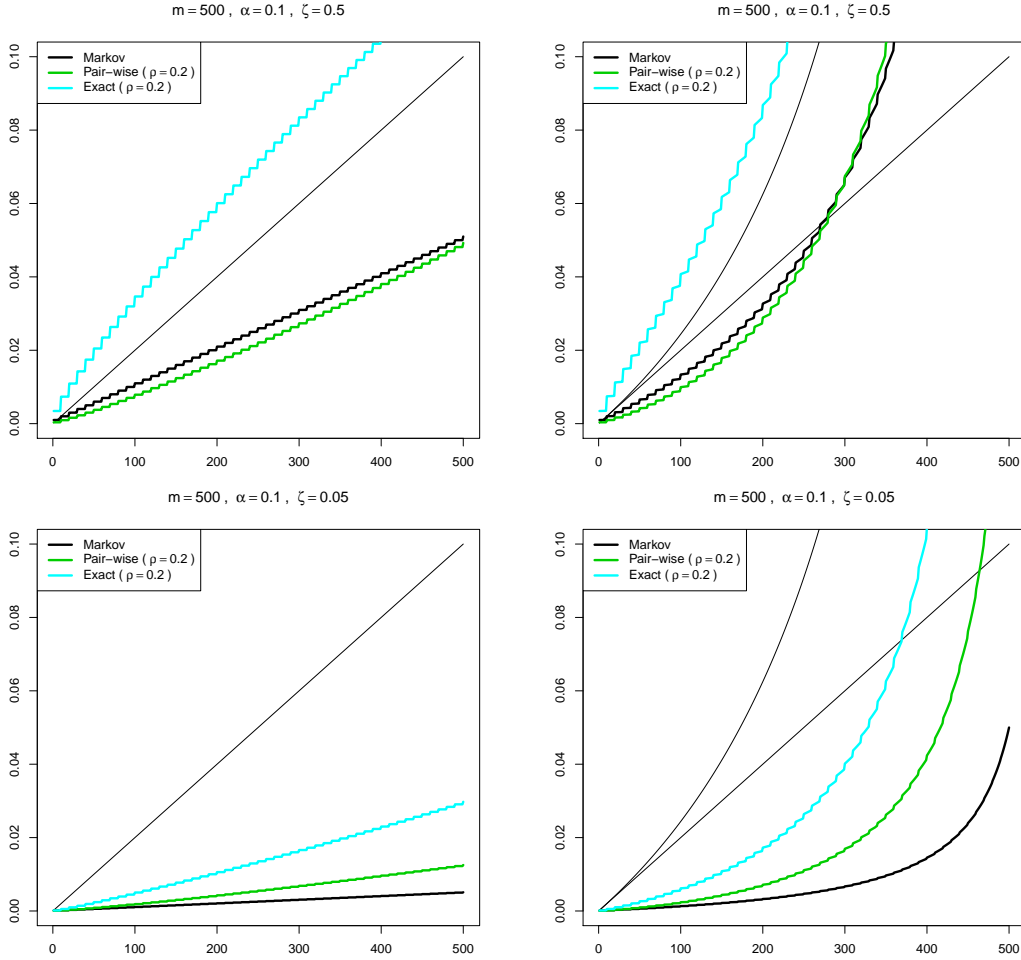 m = 500 , α = 0.1 , ζ = 0.5
0.10
0.08
0.06
0.04
0.02
0.00
Markov
Pair-wise ( ρ = 0.2 )
Exact ( ρ = 0.2 )
0 100 200 300 400 500
m = 500 , α = 0.1 , ζ = 0.5
0.10
0.08
0.06
0.04
0.02
0.00
Markov
Pair-wise ( ρ = 0.2 )
Exact ( ρ = 0.2 )
0 100 200 300 400 500
m = 500 , α = 0.1 , ζ = 0.05
0.10
0.08
0.06
0.04
0.02
0.00
Markov
Pair-wise ( ρ = 0.2 )
Exact ( ρ = 0.2 )
0 100 200 300 400 500
m = 500 , α = 0.1 , ζ = 0.05
0.10
0.08
0.06
0.04
0.02
0.00
Markov
Pair-wise ( ρ = 0.2 )
Exact ( ρ = 0.2 )
0 100 200 300 400 500